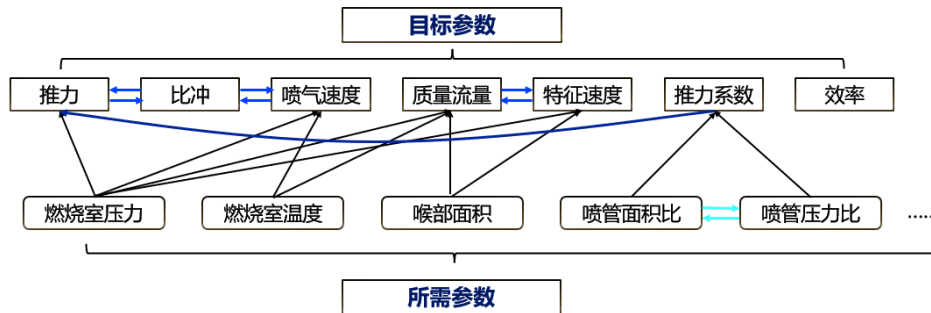 目标参数
推力 比冲 喷气速度 质量流量 特征速度 推力系数 效率
燃烧室压力 燃烧室温度 喉部面积 喷管面积比 喷管压力比 ......
所需参数